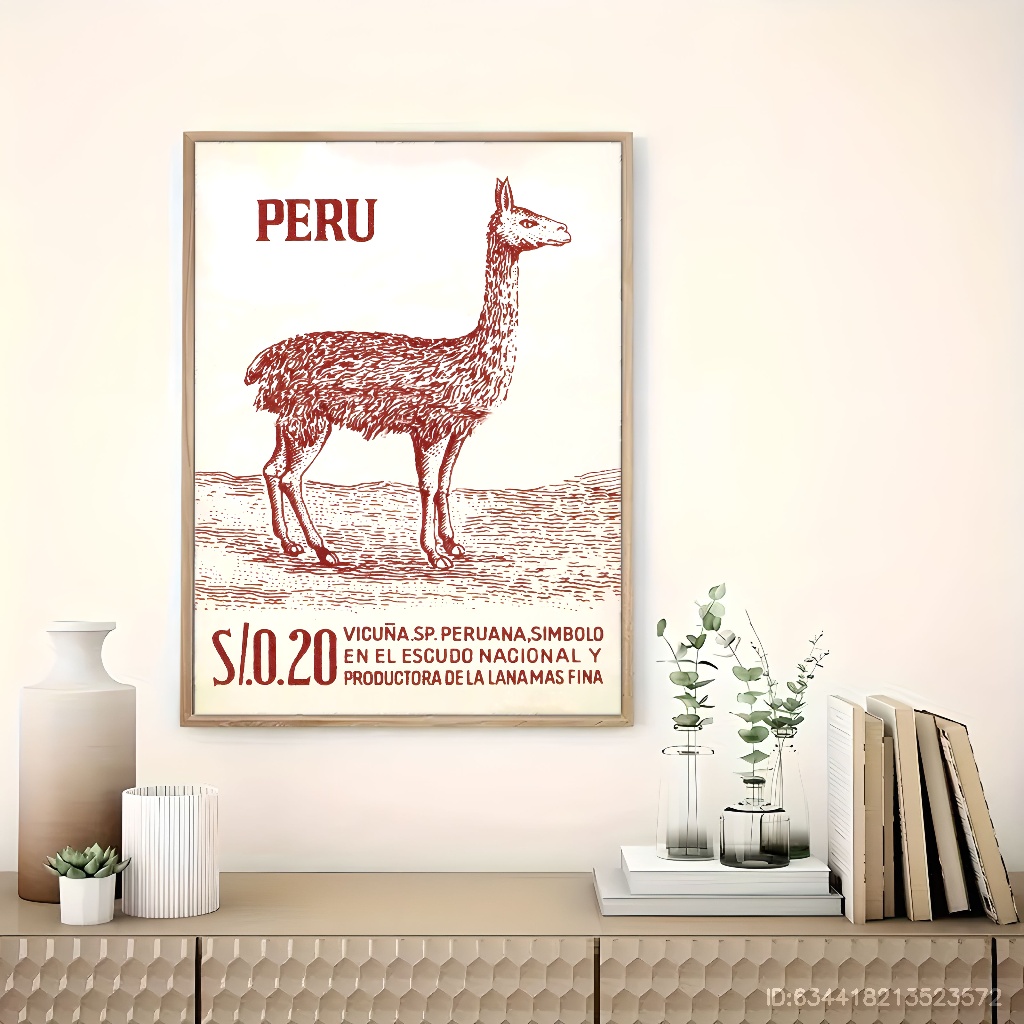 PERU
S/0.20
VICUÑA.SP. PERUANA,SIMBOLO
EN EL ESCUDO NACIONAL Y
PRODUCTORA DE LA LANA MAS FINA
ID:634418213523572